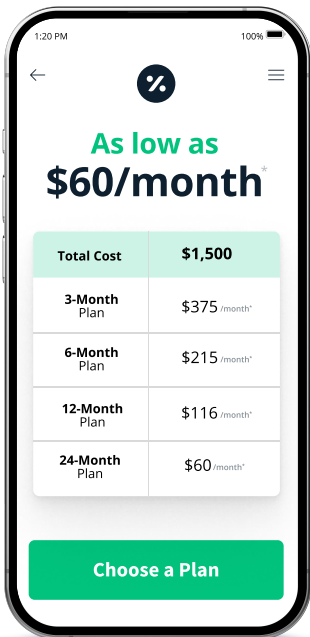 1:20 PM 100%
%
As low as
$60/month*
Total Cost $1,500
3-Month
Plan
$375 /month*
6-Month
Plan
$215 /month*
12-Month
Plan
$116 /month*
24-Month
Plan
$60 /month*
Choose a Plan